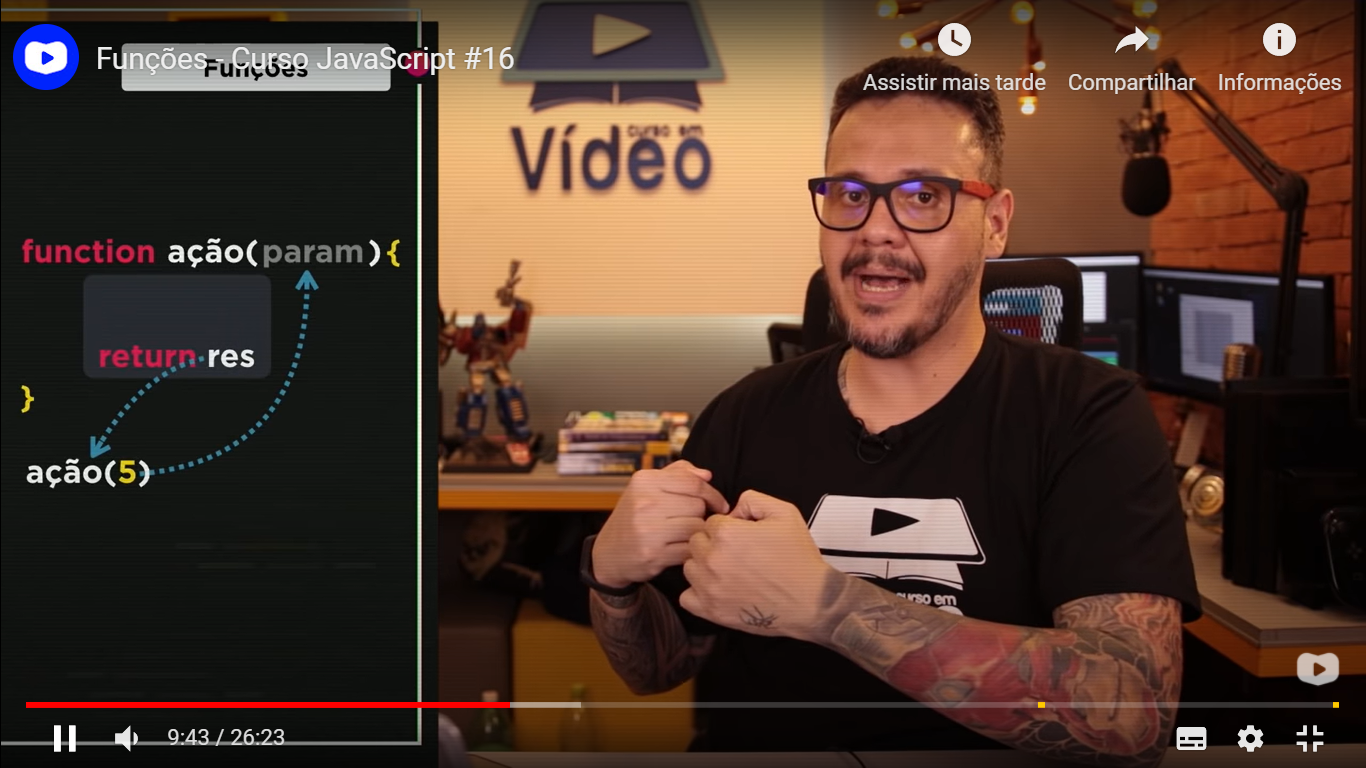 Funções - Curso JavaScript #16
Assistir mais tarde
Compartilhar
Informações
Funções
curso em
Vídeo
function ação(param){
return res
}
ação(5)
curso em
9:43 / 26:23